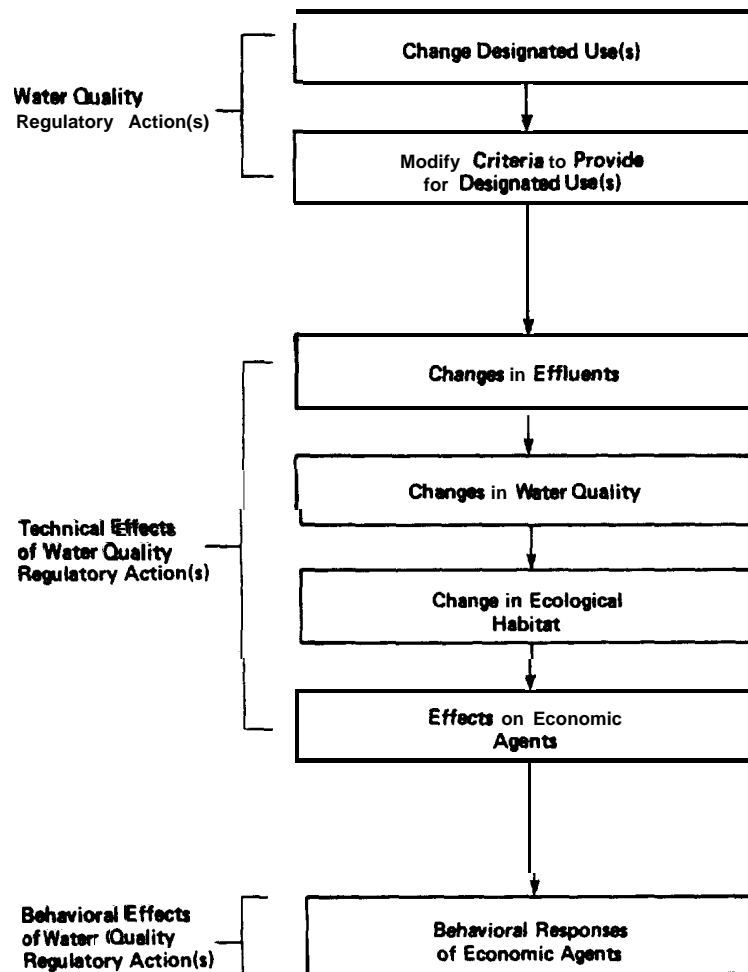 Change Designated Use(s)
Water Quality
Regulatory Action(s)
Modify Criteria to Provide
for Designated Use(s)
Changes in Effluents
Changes in Water Quality
Technical Effects
of Water Quality
Regulatory Action(s)
Change in Ecological
Habitat
Effects on Economic
Agents
Behavioral Effects
of Waterr (Quality
Regulatory Action(s)
Behavioral Responses
of Economic Agents